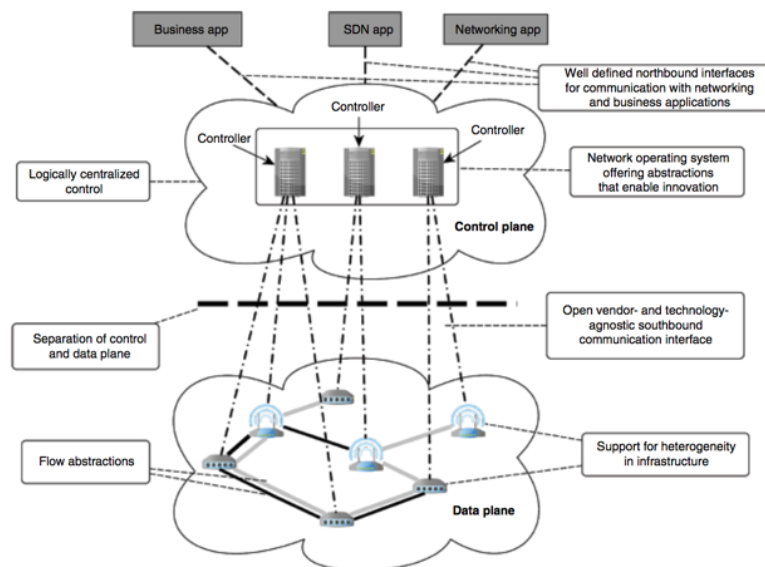 Business app
SDN app
Networking app
Well defined northbound interfaces
for communication with networking
and business applications
Controller
Controller
Controller
Logically centralized
control
Network operating system
offering abstractions
that enable innovation
Control plane
Separation of control
and data plane
Open vendor- and technology-
agnostic southbound
communication interface
Flow abstractions
Support for heterogeneity
in infrastructure
Data plane